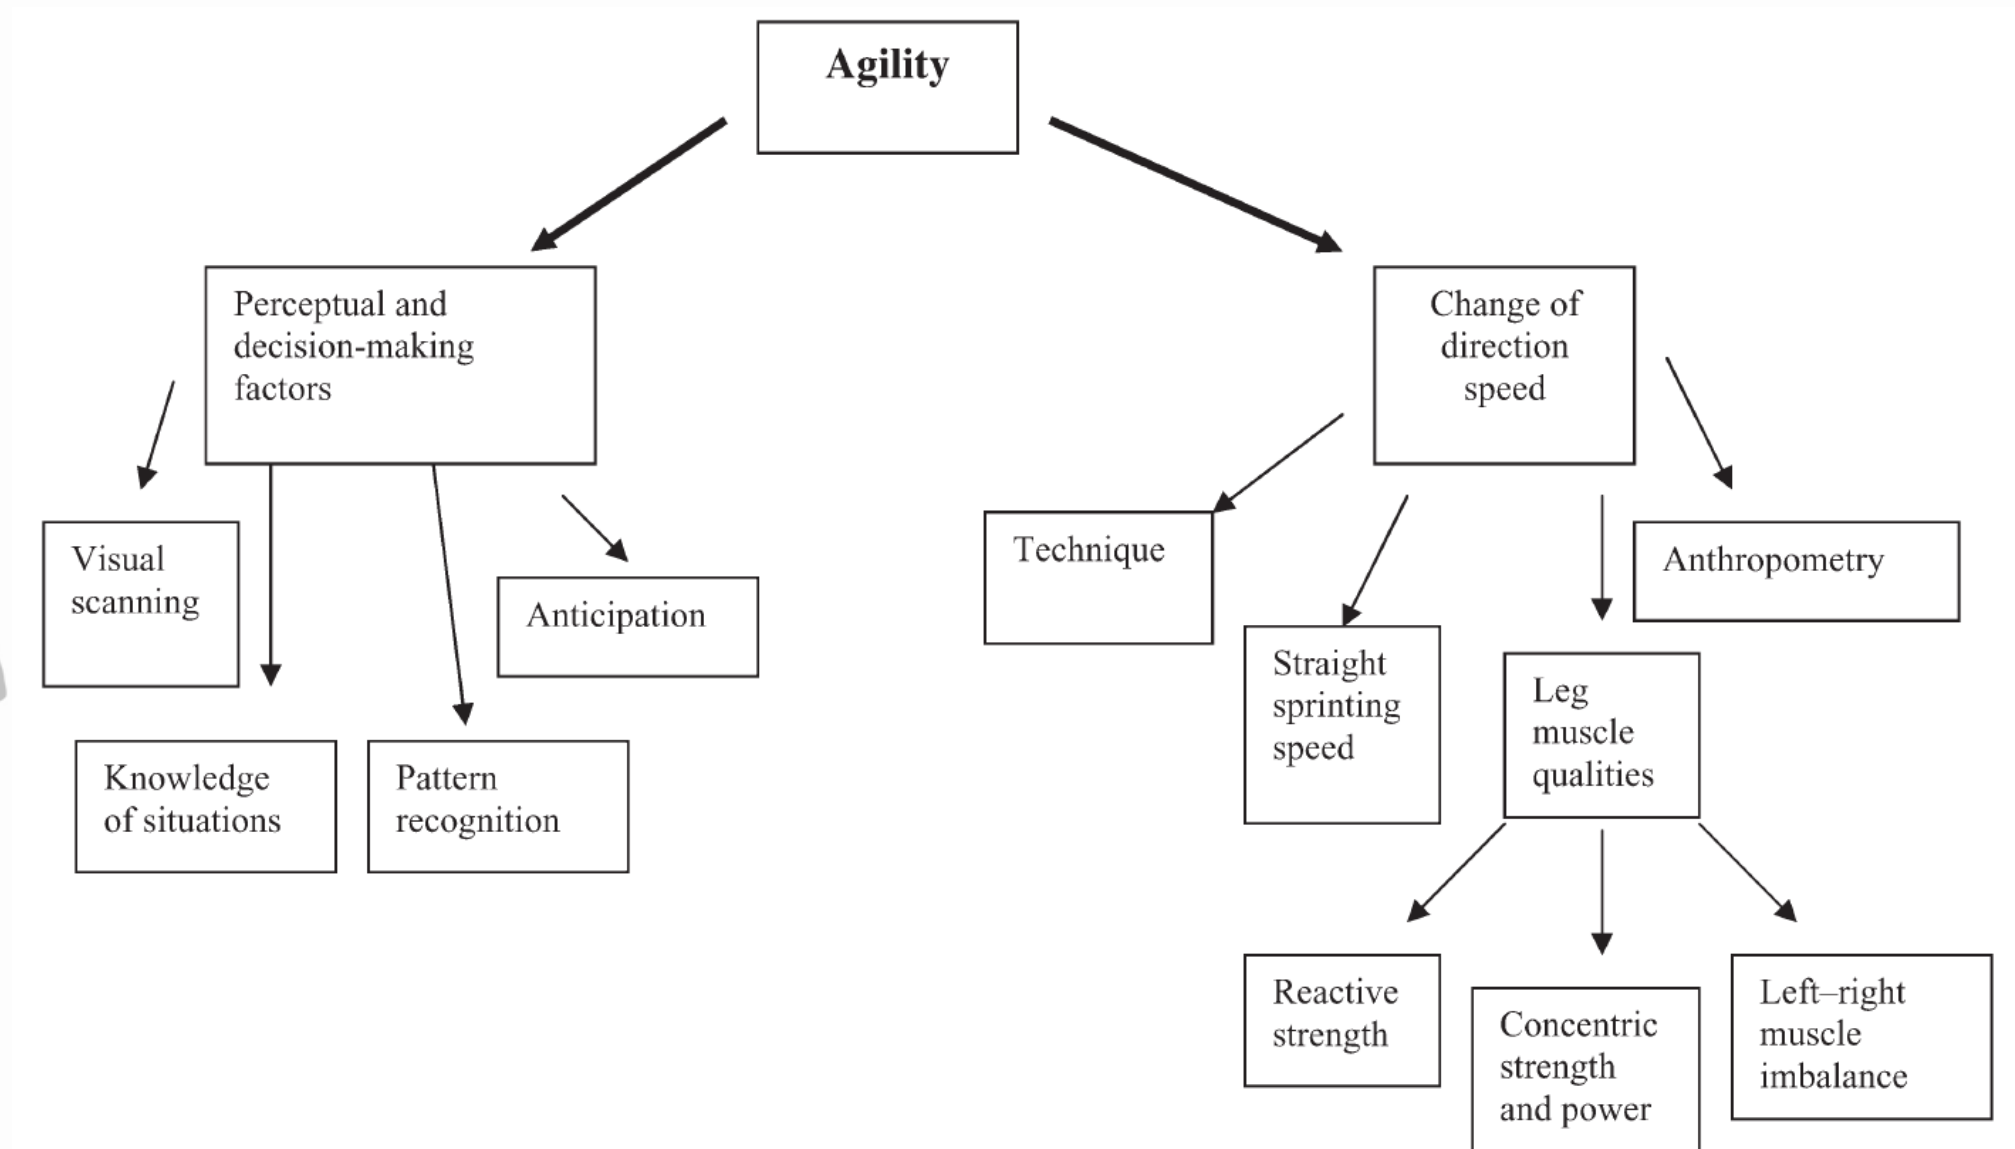 Agility
Perceptual and
decision-making
factors
Change of
direction
speed
Visual
scanning
Knowledge
of situations
Pattern
recognition
Anticipation
Technique
Straight
sprinting
speed
Leg
muscle
qualities
Anthropometry
Reactive
strength
Concentric
strength
and power
Left–right
muscle
imbalance